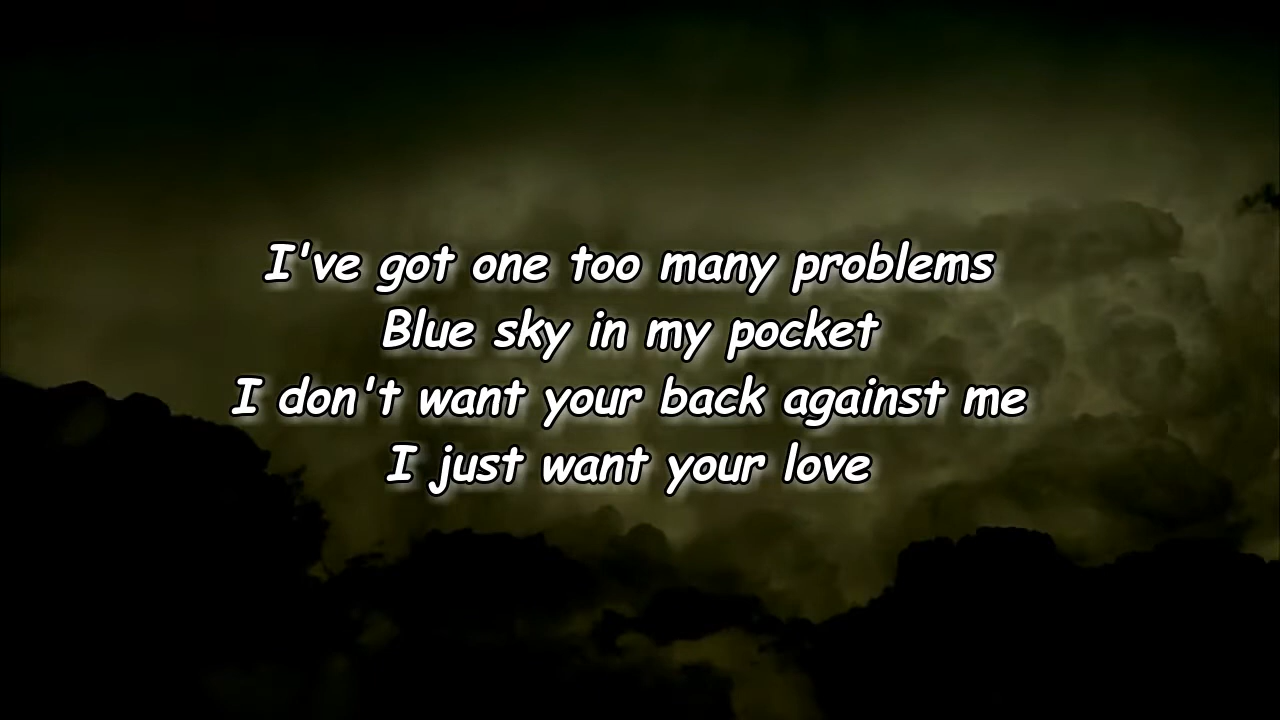 I've got one too many problems
Blue sky in my pocket
I don't want your back against me
I just want your love